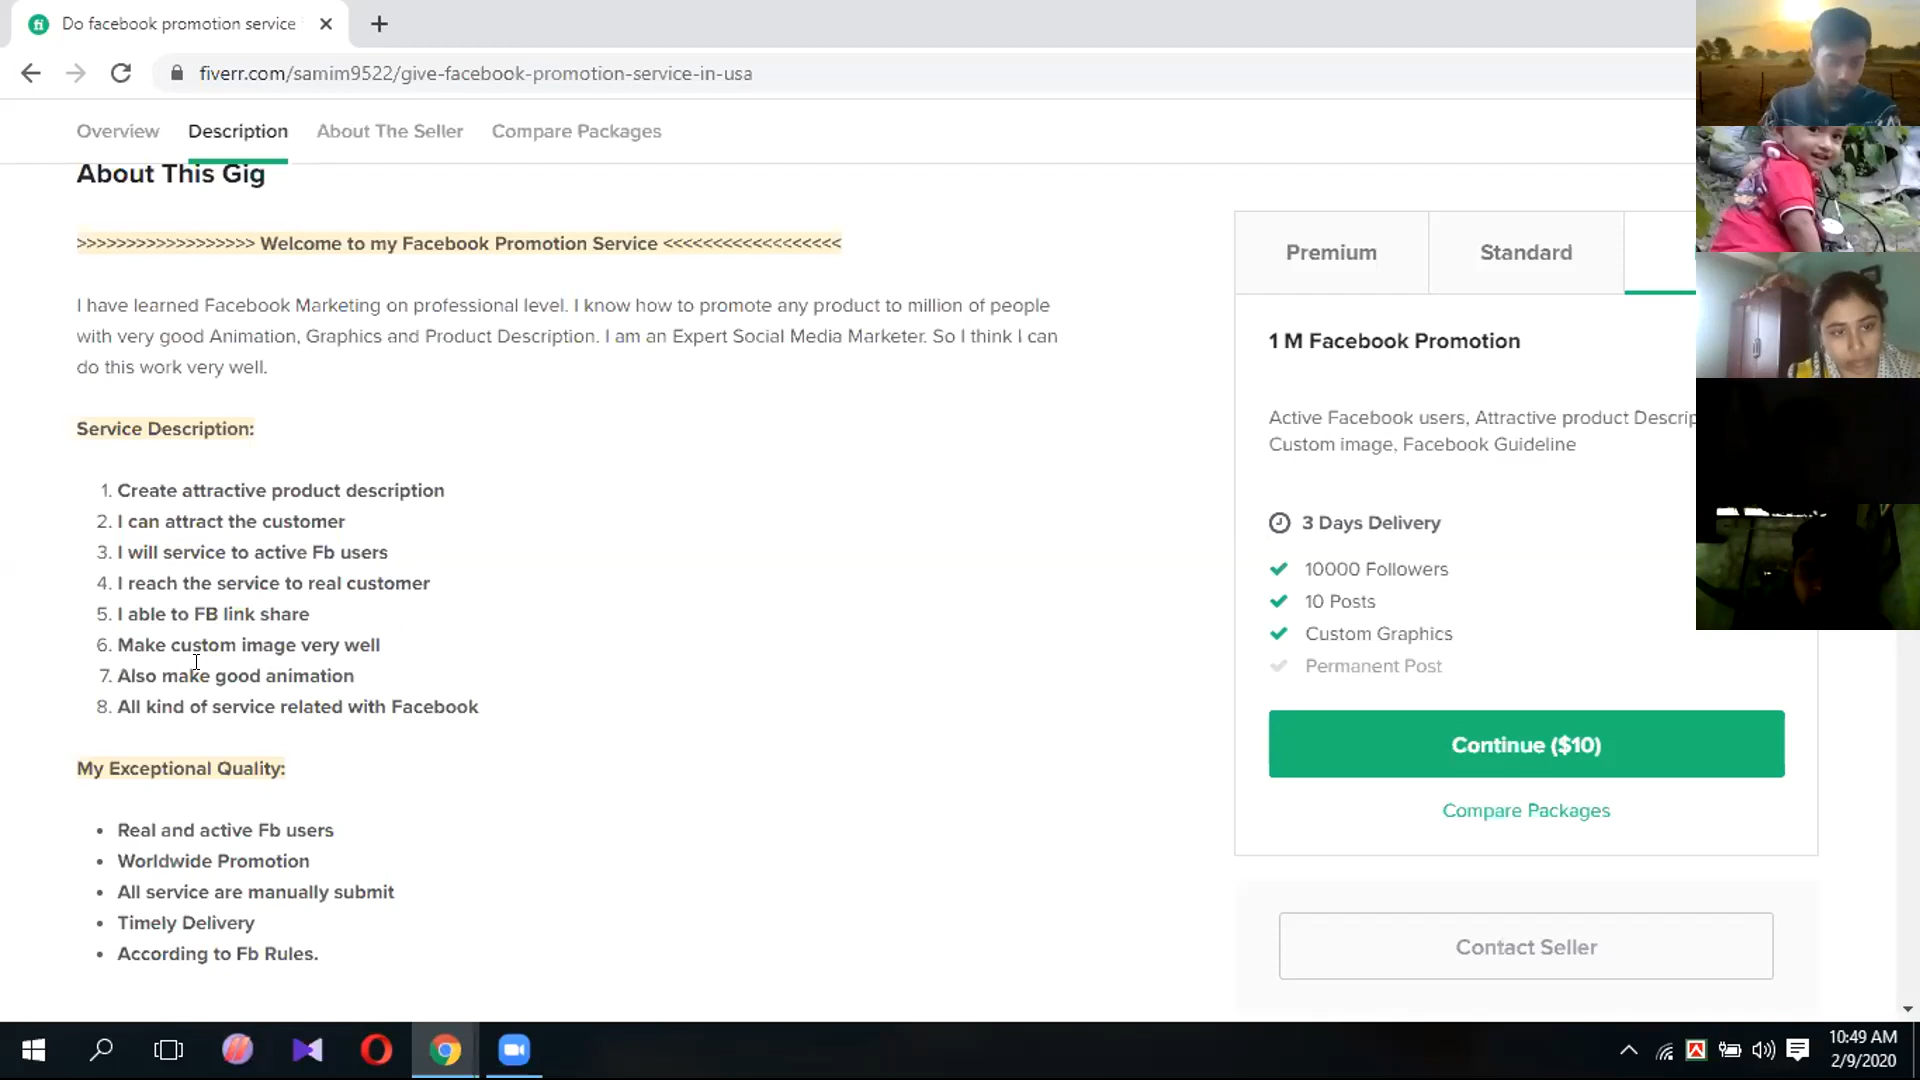 Do facebook promotion service
fiverr.com/samim9522/give-facebook-promotion-service-in-usa
Overview
Description
About The Seller
Compare Packages
About This Gig
>>>>>>>>>>>>>>>>>> Welcome to my Facebook Promotion Service <<<<<<<<<<<<<<<<<<
I have learned Facebook Marketing on professional level. I know how to promote any product to million of people
with very good Animation, Graphics and Product Description. I am an Expert Social Media Marketer. So I think I can
do this work very well.
Service Description:
1. Create attractive product description
2. I can attract the customer
3. I will service to active Fb users
4. I reach the service to real customer
5. I able to FB link share
6. Make custom image very well
7. Also make good animation
8. All kind of service related with Facebook
My Exceptional Quality:
• Real and active Fb users
• Worldwide Promotion
• All service are manually submit
• Timely Delivery
• According to Fb Rules.
Premium
Standard
1 M Facebook Promotion
Active Facebook users, Attractive product Descrip
Custom image, Facebook Guideline
3 Days Delivery
10000 Followers
10 Posts
Custom Graphics
Permanent Post
Continue ($10)
Compare Packages
Contact Seller
10:49 AM
2/9/2020